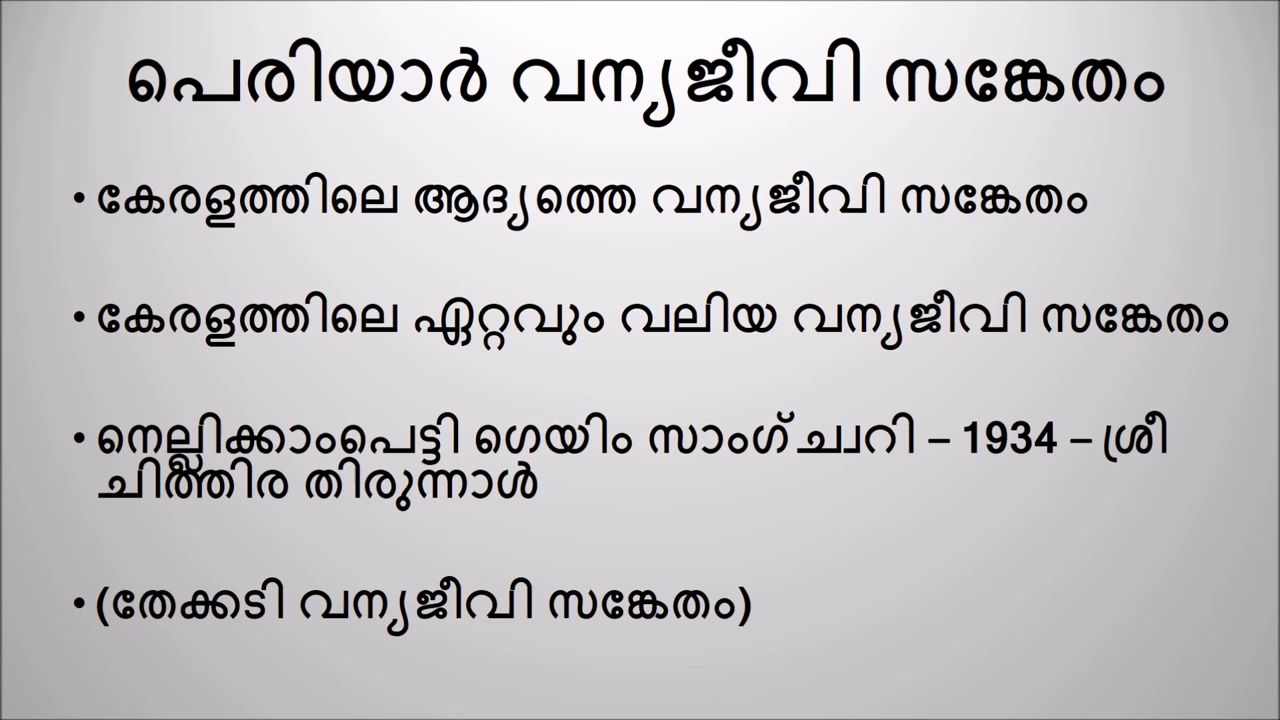 പെരിയാർ വന്യജീവി സങ്കേതം
• കേരളത്തിലെ ആദ്യത്തെ വന്യജീവി സങ്കേതം
• കേരളത്തിലെ ഏറ്റവും വലിയ വന്യജീവി സങ്കേതം
• നെല്ലിക്കാംപെട്ടി ഗെയിം സാംഗ്ച്വറി – 1934 – ശ്രീ
ചിത്തിര തിരുന്നാൾ
• (തേക്കടി വന്യജീവി സങ്കേതം)